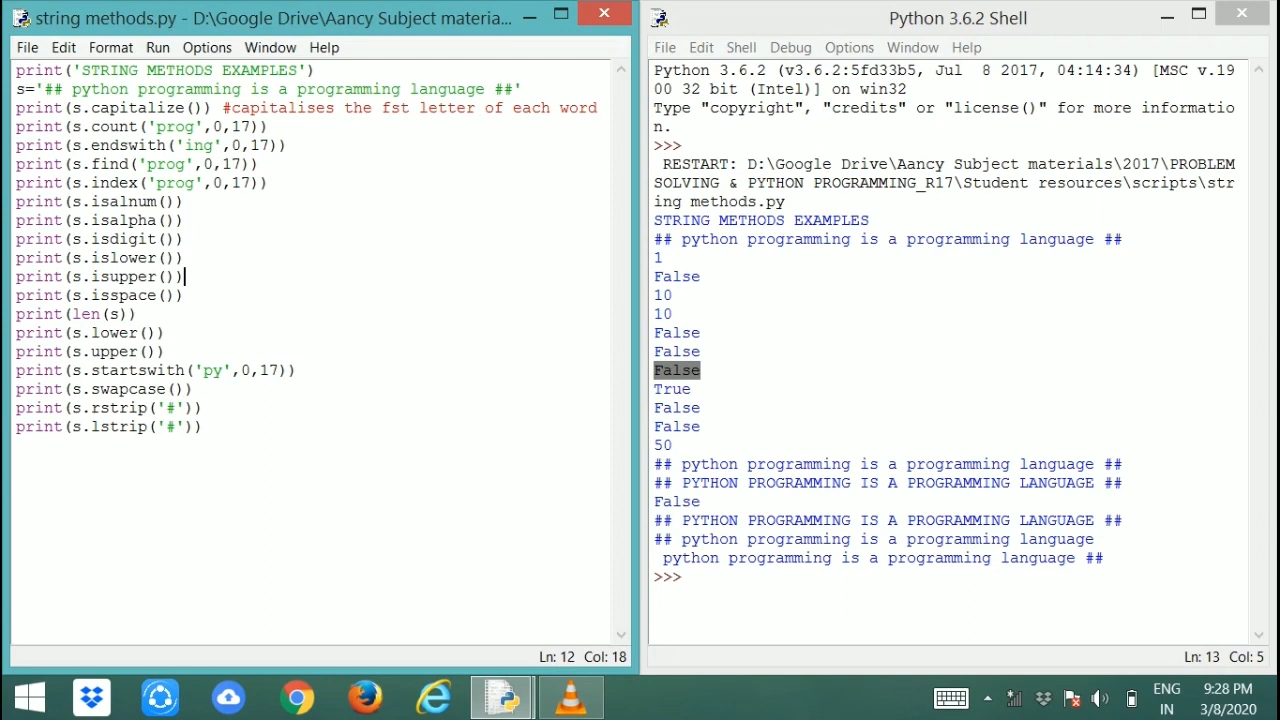 string methods.py - D:\Google Drive\Aancy Subject materia...
File Edit Format Run Options Window Help
print('STRING METHODS EXAMPLES')
s='## python programming is a programming language ##'
print(s.capitalize()) #capitalises the fst letter of each word
print(s.count('prog',0,17))
print(s.endswith('ing',0,17))
print(s.find('prog',0,17))
print(s.index('prog',0,17))
print(s.isalnum())
print(s.isalpha())
print(s.isdigit())
print(s.islower())
print(s.isupper())
print(s.isspace())
print(len(s))
print(s.lower())
print(s.upper())
print(s.startswith('py',0,17))
print(s.swapcase())
print(s.rstrip('#'))
print(s.lstrip('#'))
Ln: 12 Col: 18
Python 3.6.2 Shell
File Edit Shell Debug Options Window Help
Python 3.6.2 (v3.6.2:5fd33b5, Jul  8 2017, 04:14:34) [MSC v.19
00 32 bit (Intel)] on win32
Type "copyright", "credits" or "license()" for more informatio
n.
>>>
 RESTART: D:\Google Drive\Aancy Subject materials\2017\PROBLEM
SOLVING & PYTHON PROGRAMMING_R17\Student resources\scripts\str
ing methods.py
STRING METHODS EXAMPLES
## python programming is a programming language ##
1
False
10
10
False
False
False
True
False
False
50
## python programming is a programming language ##
## PYTHON PROGRAMMING IS A PROGRAMMING LANGUAGE ##
False
## PYTHON PROGRAMMING IS A PROGRAMMING LANGUAGE ##
## python programming is a programming language
 python programming is a programming language ##
>>>
Ln: 13 Col: 5
ENG
IN
9:28 PM
3/8/2020